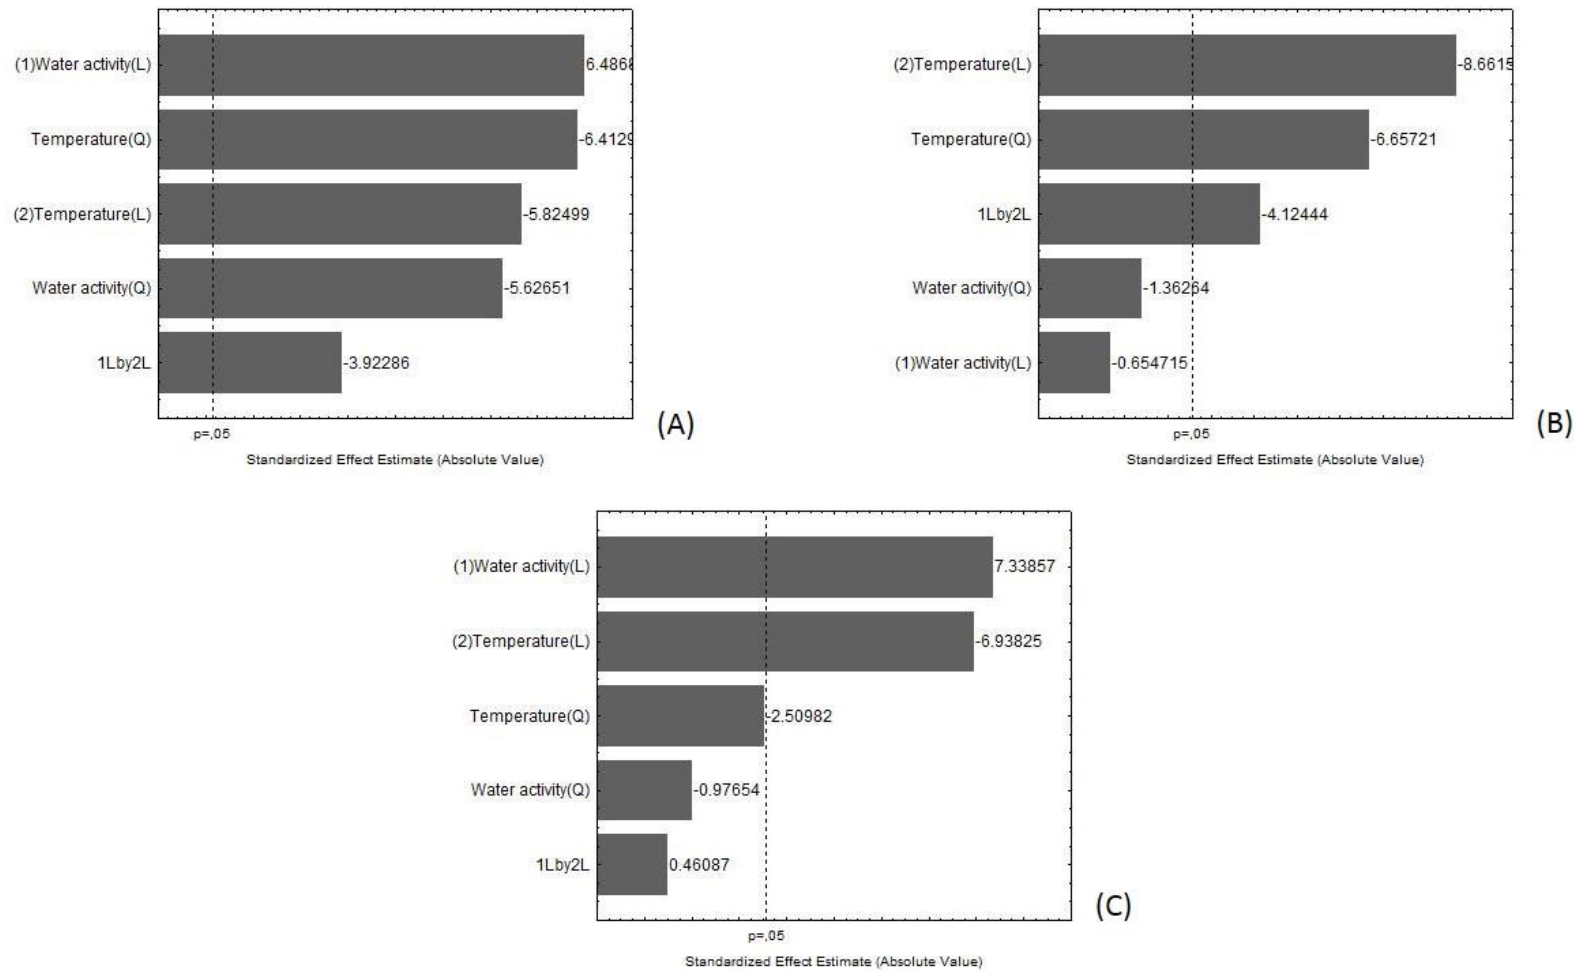 (1)Water activity(L) 6.4868
Temperature(Q) -6.4129
(2)Temperature(L) -5.82499
Water activity(Q) -5.62651
1Lby2L -3.92286
p=,05
Standardized Effect Estimate (Absolute Value)
(A)
(2)Temperature(L) -8.6615
Temperature(Q) -6.65721
1Lby2L -4.12444
Water activity(Q) -1.36264
(1)Water activity(L) -0.654715
p=,05
Standardized Effect Estimate (Absolute Value)
(B)
(1)Water activity(L) 7.33857
(2)Temperature(L) -6.93825
Temperature(Q) -2.50982
Water activity(Q) -0.97654
1Lby2L 0.46087
p=,05
Standardized Effect Estimate (Absolute Value)
(C)